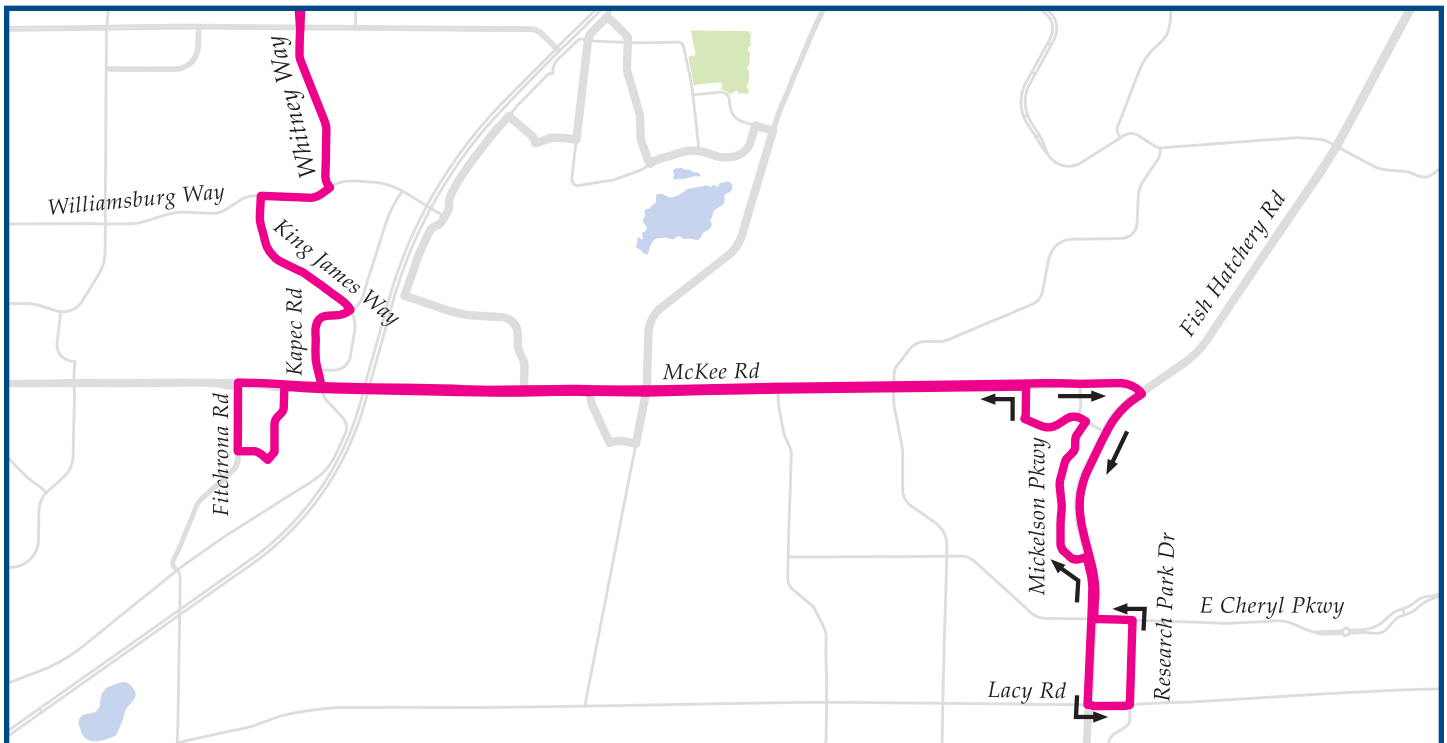 Whitney Way
Williamsburg Way
King James Way
Fish Hatchery Rd
Kapec Rd
McKee Rd
Fitchrona Rd
Mickelson Pkwy
Research Park Dr
E Cheryl Pkwy
Lacy Rd